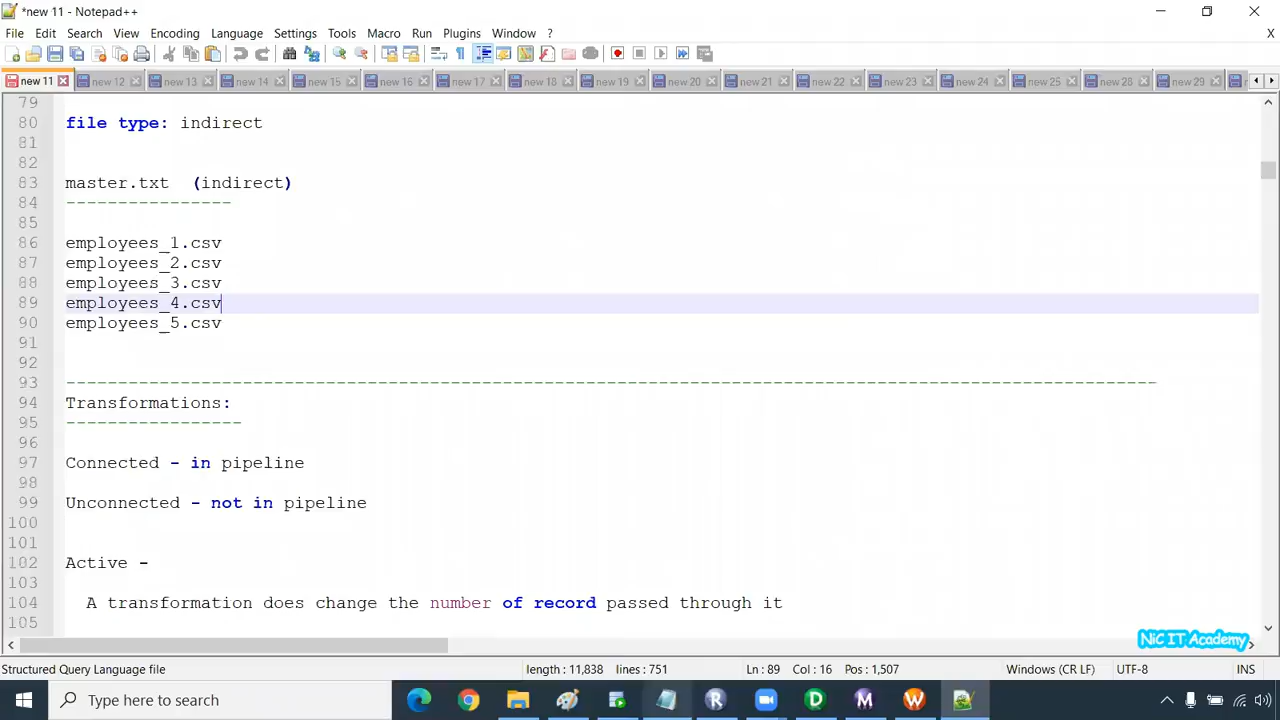 *new 11 - Notepad++
File Edit Search View Encoding Language Settings Tools Macro Run Plugins Window ? X
new 11 new 12 new 13 new 14 new 15 new 16 new 17 new 18 new 19 new 20 new 21 new 22 new 23 new 24 new 25 new 28 new 29
79
80 file type: indirect
81
82
83 master.txt (indirect)
84 ----------------
85
86 employees_1.csv
87 employees_2.csv
88 employees_3.csv
89 employees_4.csv
90 employees_5.csv
91
92
93 ---------------------------------------------------------------------------------------------------------
94 Transformations:
95 -----------------
96
97 Connected - in pipeline
98
99 Unconnected - not in pipeline
100
101
102 Active -
103
104 A transformation does change the number of record passed through it
105
NiC IT Academy
Structured Query Language file length : 11,838 lines : 751 Ln : 89 Col : 16 Pos : 1,507 Windows (CR LF) UTF-8 INS
Type here to search